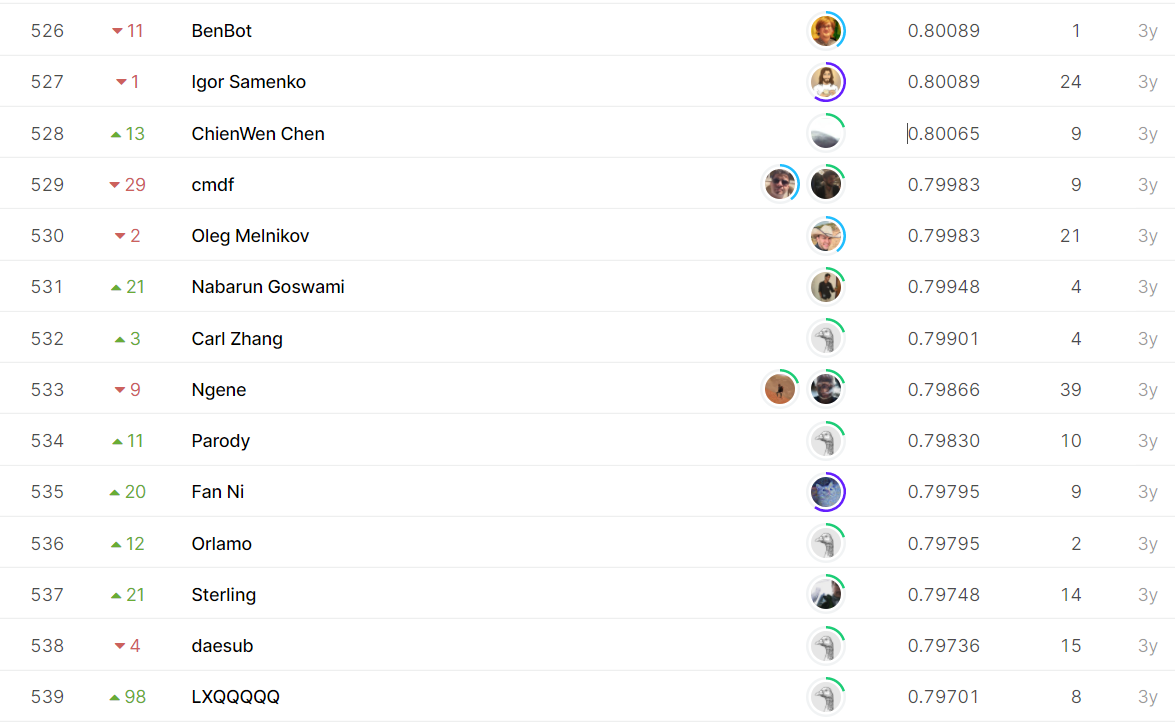 526 11 BenBot 0.80089 1 3y
527 1 Igor Samenko 0.80089 24 3y
528 13 ChienWen Chen 0.80065 9 3y
529 29 cmdf 0.79983 9 3y
530 2 Oleg Melnikov 0.79983 21 3y
531 21 Nabarun Goswami 0.79948 4 3y
532 3 Carl Zhang 0.79901 4 3y
533 9 Ngene 0.79866 39 3y
534 11 Parody 0.79830 10 3y
535 20 Fan Ni 0.79795 9 3y
536 12 Orlamo 0.79795 2 3y
537 21 Sterling 0.79748 14 3y
538 4 daesub 0.79736 15 3y
539 98 LXQQQQQ 0.79701 8 3y